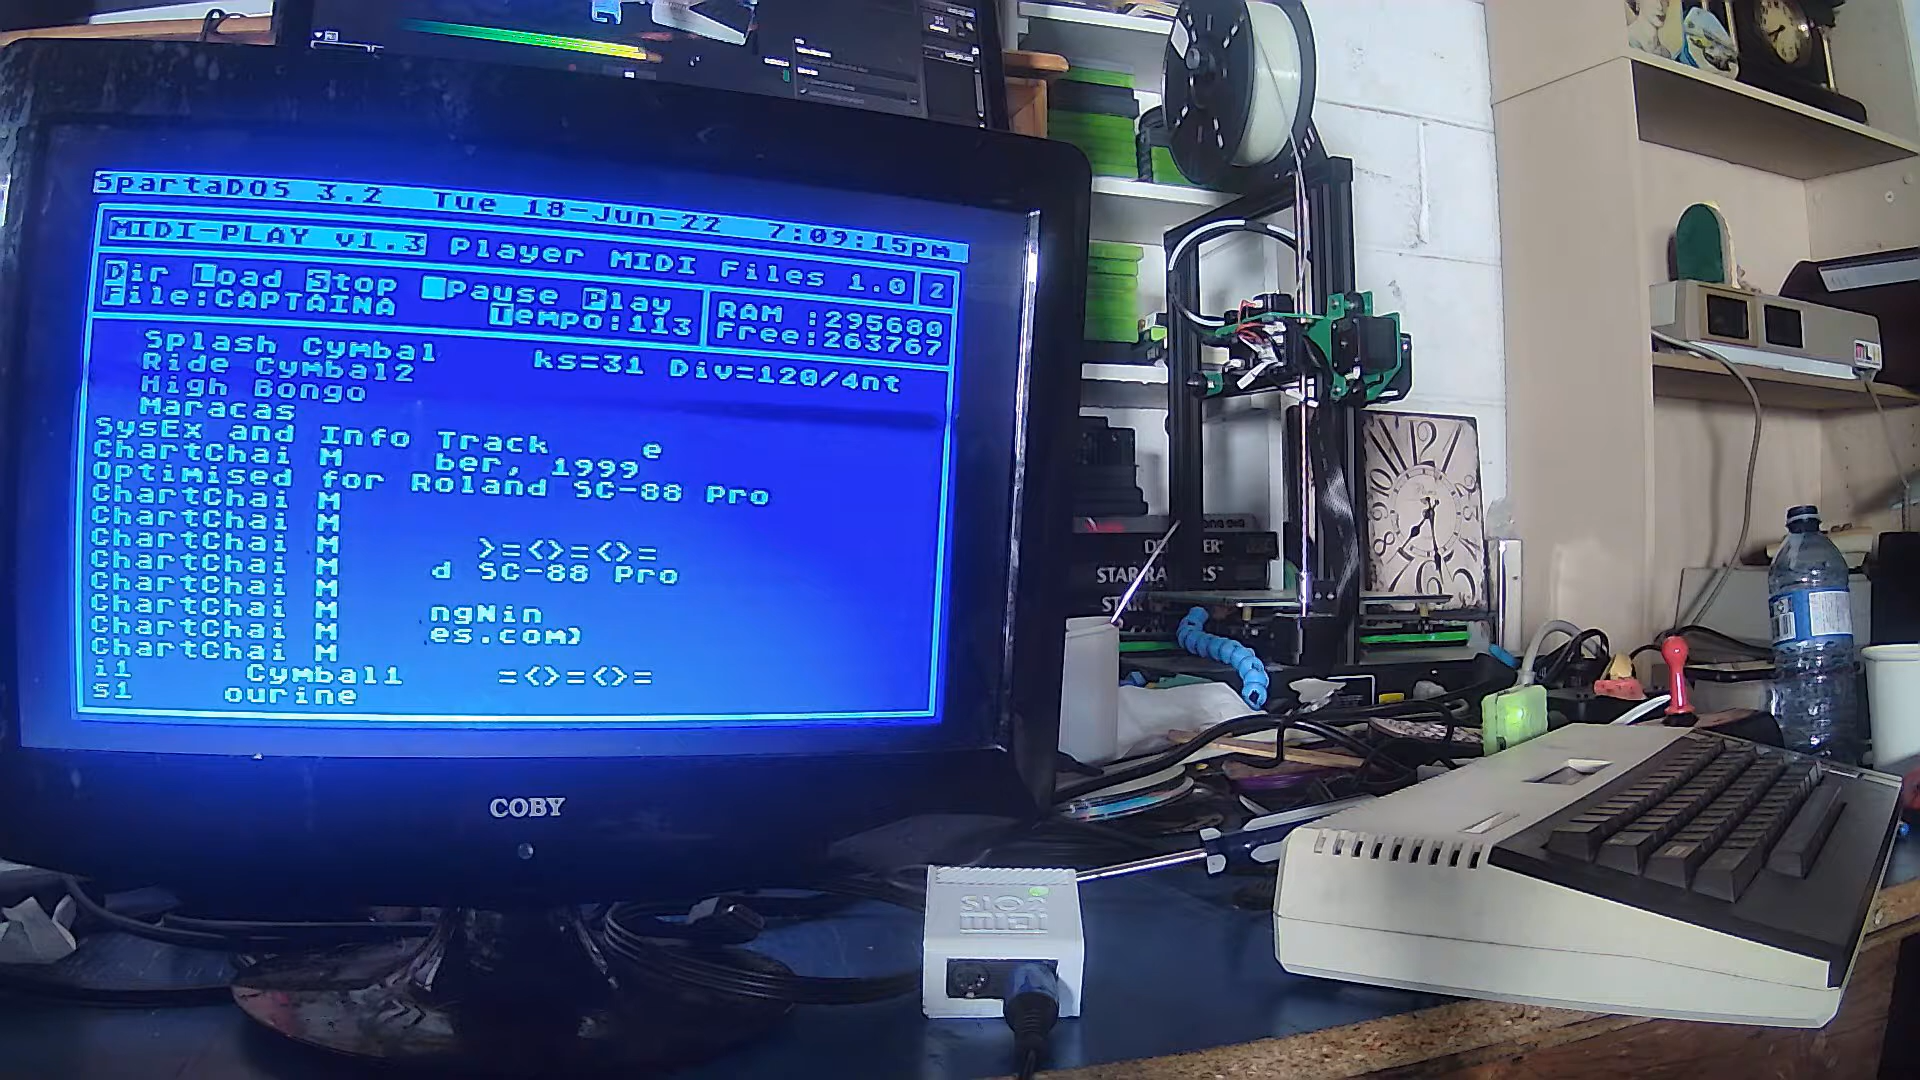 SpartaDOS 3.2 Tue 18-Jun-22 7:09:15pm
MIDI-PLAY v1.3 Player MIDI Files 1.0 2
Dir Load Stop Pause Play
File:CAPTAINA Tempo:113
RAM :295680
Free:263767
Splash Cymbal
Ride Cymbal2 ks=31 Div=120/4nt
High Bongo
Maracas
SysEx and Info Track e
ChartChai M ber, 1999
Optimised for Roland SC-88 Pro
ChartChai M
ChartChai M
ChartChai M >=<>=<>=
ChartChai M d SC-88 Pro
ChartChai M
ChartChai M ngNin
ChartChai M es.com)
ChartChai M
i1 Cymbal1 =<>=<>=
s1 ourine
COBY
SIO2
MIDI
STAR RA
STAR
12